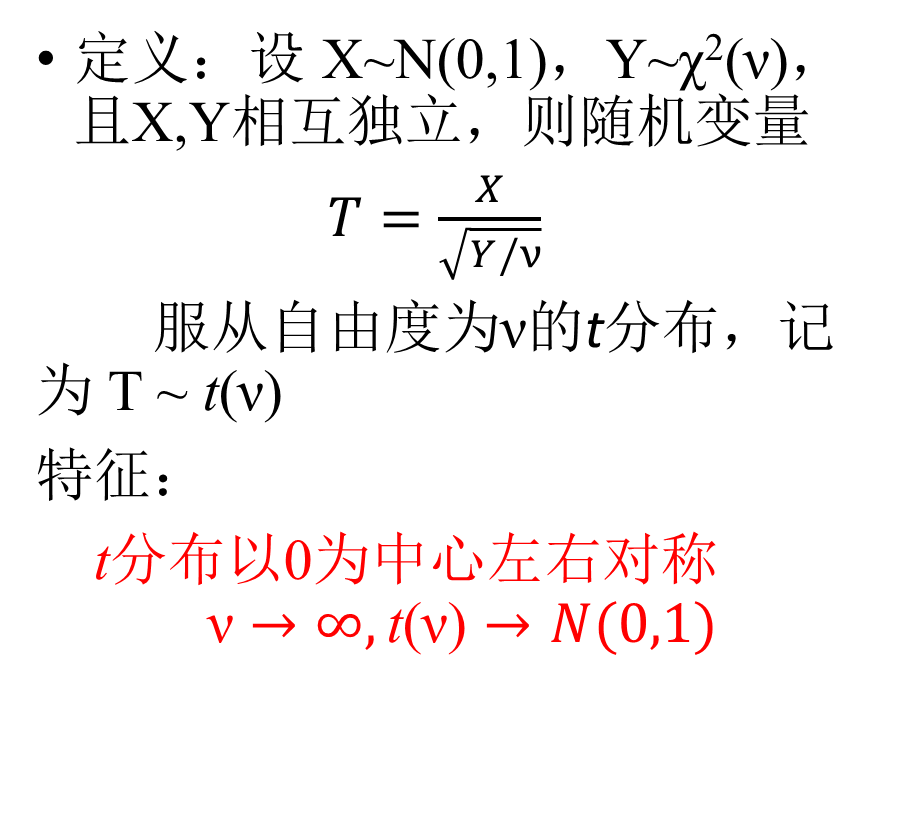 • 定义：设 X~N(0,1)，Y~χ²(ν)，
且X,Y相互独立，则随机变量
T = X / √(Y/ν)
服从自由度为ν的t分布，记
为 T ~ t(ν)
特征：
t分布以0为中心左右对称
ν → ∞, t(ν) → N(0,1)